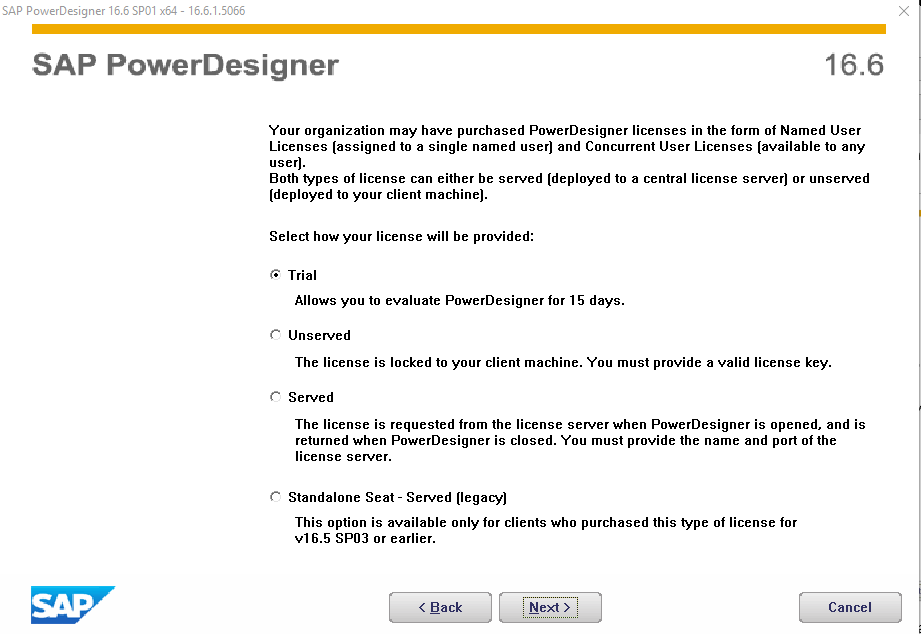 SAP PowerDesigner 16.6 SP01 x64 - 16.6.1.5066
SAP PowerDesigner 16.6
Your organization may have purchased PowerDesigner licenses in the form of Named User
Licenses (assigned to a single named user) and Concurrent User Licenses (available to any
user).
Both types of license can either be served (deployed to a central license server) or unserved
(deployed to your client machine).
Select how your license will be provided:
Trial
Allows you to evaluate PowerDesigner for 15 days.
Unserved
The license is locked to your client machine. You must provide a valid license key.
Served
The license is requested from the license server when PowerDesigner is opened, and is
returned when PowerDesigner is closed. You must provide the name and port of the
license server.
Standalone Seat - Served (legacy)
This option is available only for clients who purchased this type of license for
v16.5 SP03 or earlier.
SAP < Back Next > Cancel